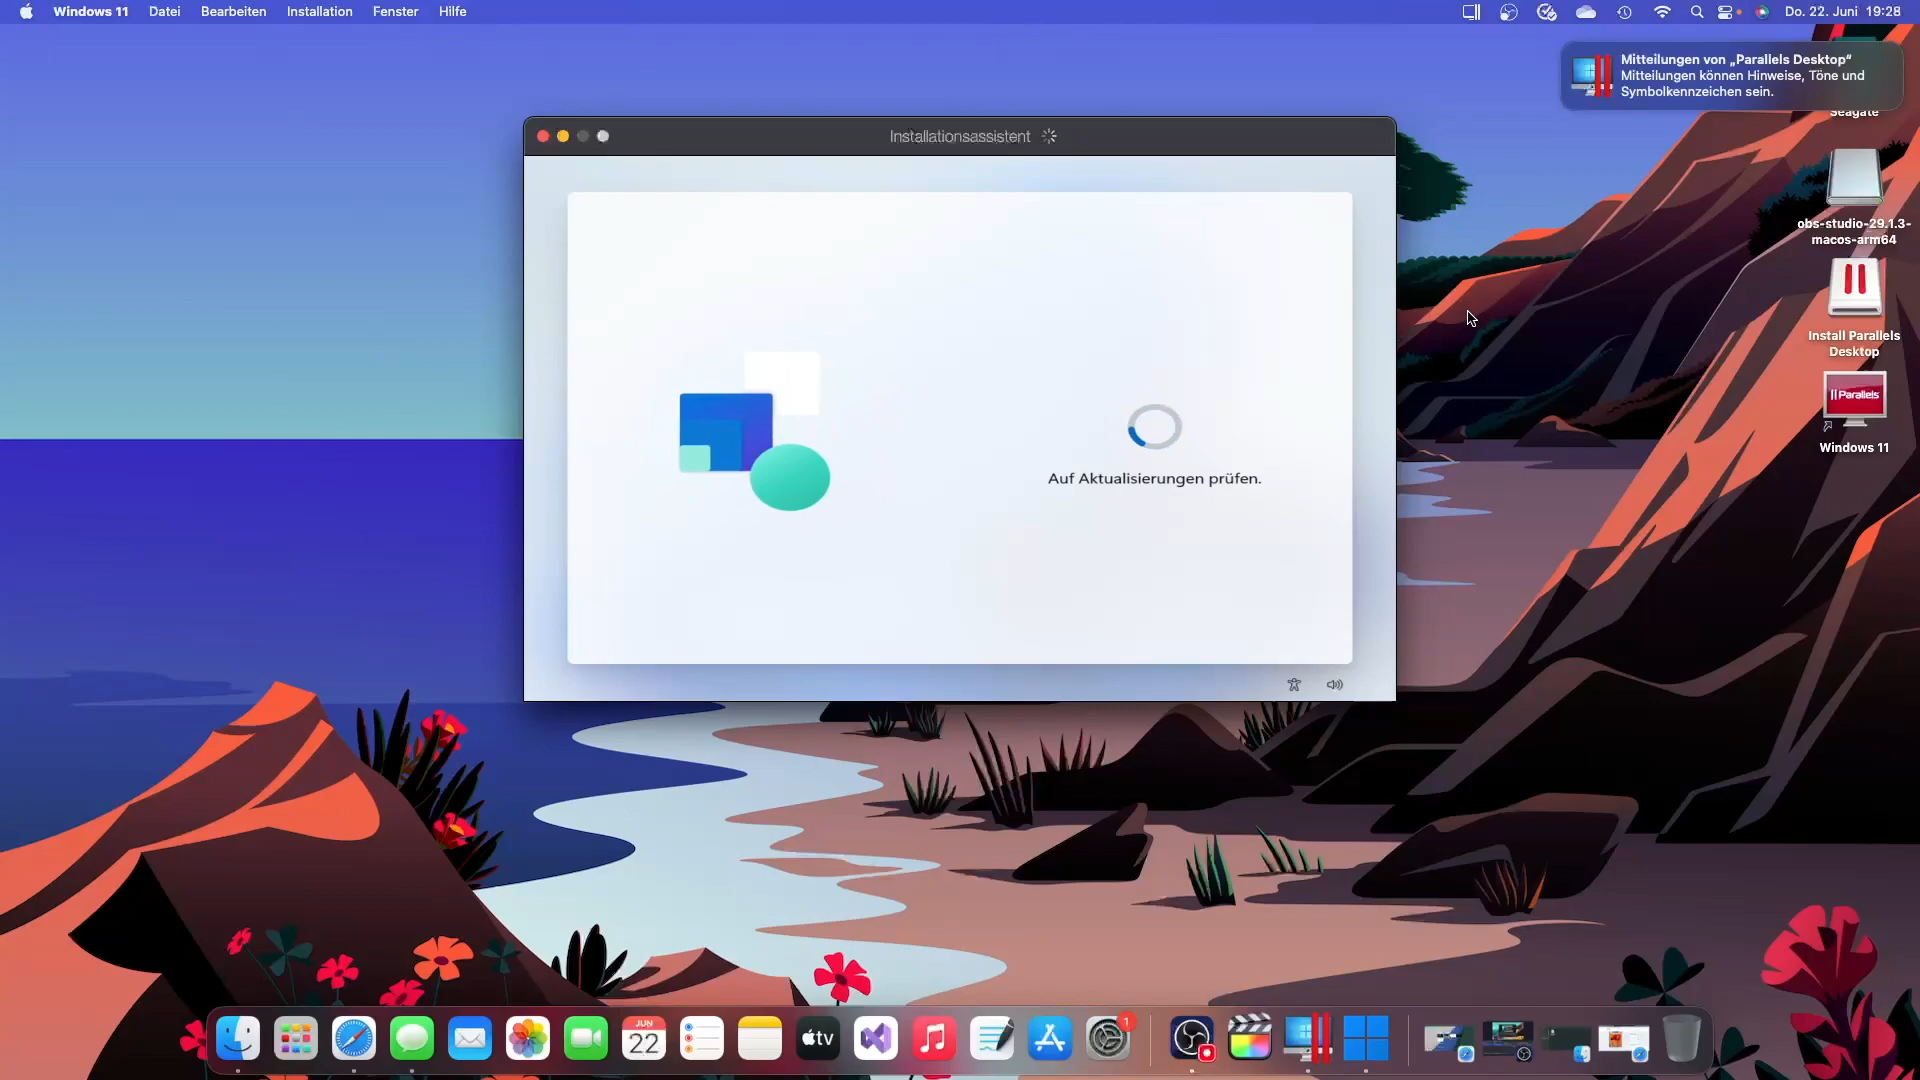 Windows 11 Datei Bearbeiten Installation Fenster Hilfe
Do. 22. Juni 19:28
Mitteilungen von „Parallels Desktop“
Mitteilungen können Hinweise, Töne und
Symbolkennzeichen sein.
Seagate
Installationsassistent
obs-studio-29.1.3-
macos-arm64
Install Parallels
Desktop
Parallels
Windows 11
Auf Aktualisierungen prüfen.
JUN
22
tv
1